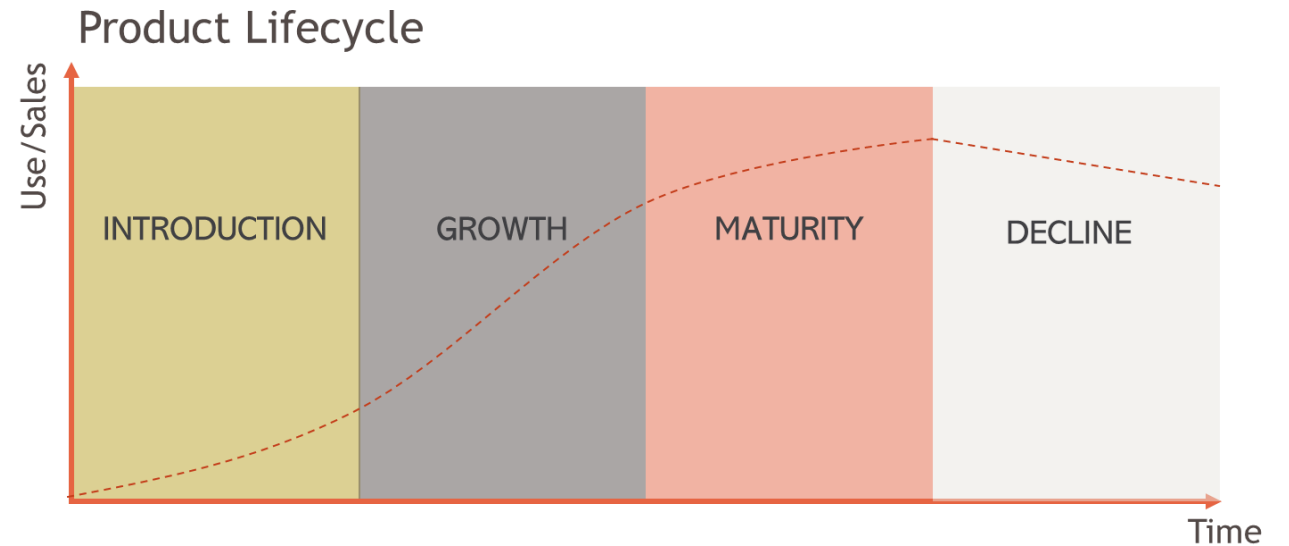 Product Lifecycle
Use/Sales
INTRODUCTION
GROWTH
MATURITY
DECLINE
Time